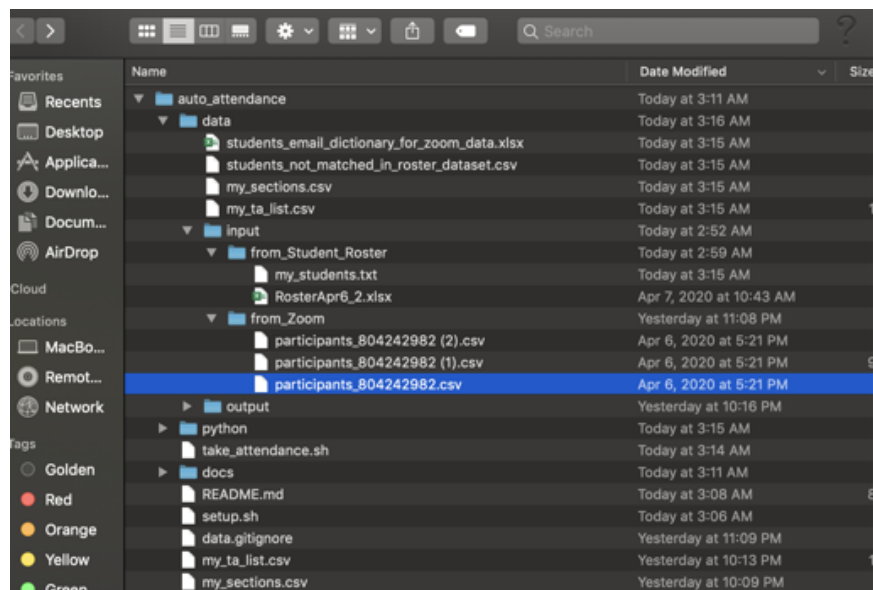 Search
?
Favorites
Name Date Modified Size
Recents
Desktop
Applica...
Downlo...
Docum...
AirDrop
Cloud
Locations
MacBo...
Remot...
Network
Tags
Golden
Red
Orange
Yellow
Green
auto_attendance Today at 3:11 AM
data Today at 3:16 AM
students_email_dictionary_for_zoom_data.xlsx Today at 3:15 AM
students_not_matched_in_roster_dataset.csv Today at 3:15 AM
my_sections.csv Today at 3:15 AM
my_ta_list.csv Today at 3:15 AM 1
input Today at 2:52 AM
from_Student_Roster Today at 2:59 AM
my_students.txt Today at 3:15 AM
RosterApr6_2.xlsx Apr 7, 2020 at 10:43 AM
from_Zoom Yesterday at 11:08 PM
participants_804242982 (2).csv Apr 6, 2020 at 5:21 PM
participants_804242982 (1).csv Apr 6, 2020 at 5:21 PM 9
participants_804242982.csv Apr 6, 2020 at 5:21 PM
output Yesterday at 10:16 PM
python Today at 3:15 AM
take_attendance.sh Today at 3:14 AM
docs Today at 3:11 AM
README.md Today at 3:08 AM 8
setup.sh Today at 3:06 AM
data.gitignore Yesterday at 11:09 PM
my_ta_list.csv Yesterday at 10:13 PM 1
my_sections.csv Yesterday at 10:09 PM